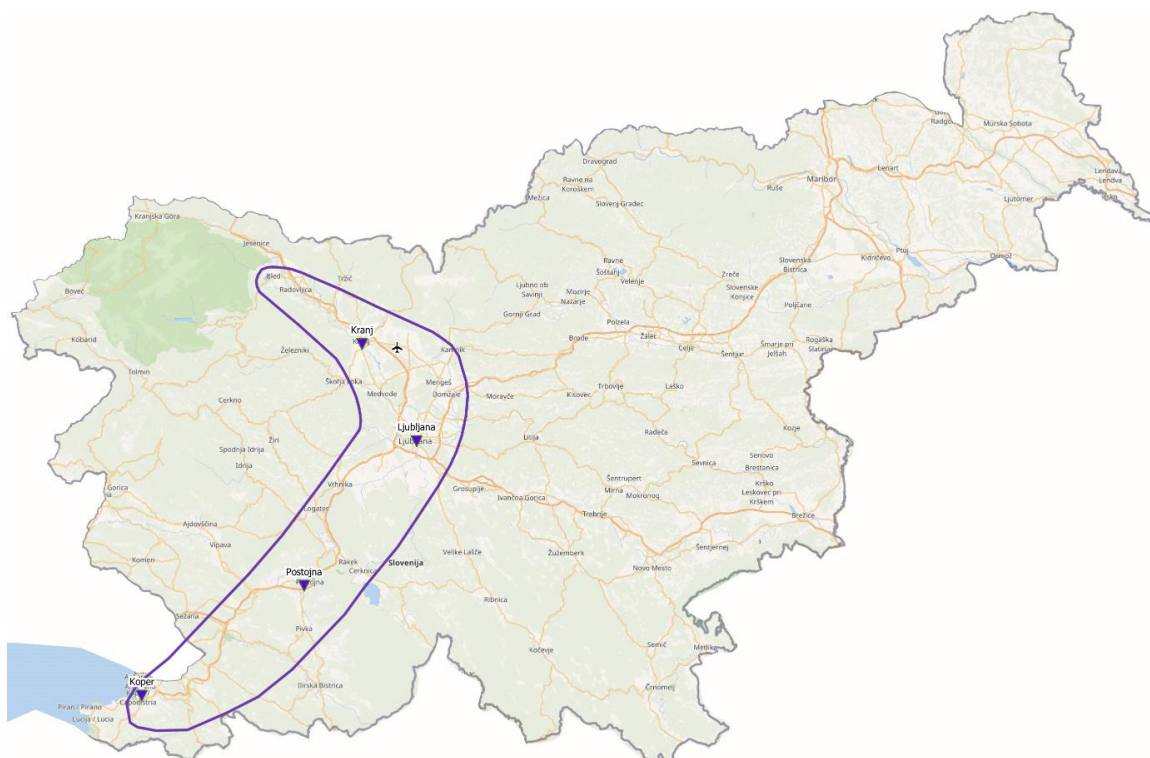 Murska Sobota
Radgo
Dravograd
Ravne na
Koroškem
Ruše
Maribor
Lenart
Lendava
Lendva
Mežica
Slovenj Gradec
Ljutomer
Kranjska Gora
Jesenice
Ptuj
Ormož
Kidričevo
Bled
Tržič
Radovljica
Ravne
Šoštanj
Velenje
Zreče
Slovenske
Konjice
Slovenska
Bistrica
Poljčane
Bovec
Ljubno ob
Savinji
Mozirje
Nazarje
Gornji Grad
Polzela
Kobarid
Kranj
Železniki
Kamnik
Braslovče
Žalec
Celje
Šentjur
Šmarje pri
Jelšah
Rogaška
Slatina
Tolmin
Škofja Loka
Mengeš
Medvode
Domžale
Moravče
Trbovlje
Laško
Cerkno
Žiri
Ljubljana
Litija
Radeče
Kozje
Spodnja Idrija
Idrija
Sevnica
Senovo
Brestanica
Gorica
Vrhnika
Grosuplje
Ivančna Gorica
Šentrupert
Mirna
Mokronog
Krško
Leskovec pri
Krškem
Brežice
Logatec
Ajdovščina
Trebnje
Vipava
Velike Lašče
Žužemberk
Šentjernej
Komen
Rakek
Cerknica
Slovenija
Novo Mesto
Postojna
Ribnica
Sežana
Pivka
Kočevje
Semič
Metlika
Koper
Capodistria
Ilirska Bistrica
Črnomelj
Piran / Pirano
Lucija / Lucia